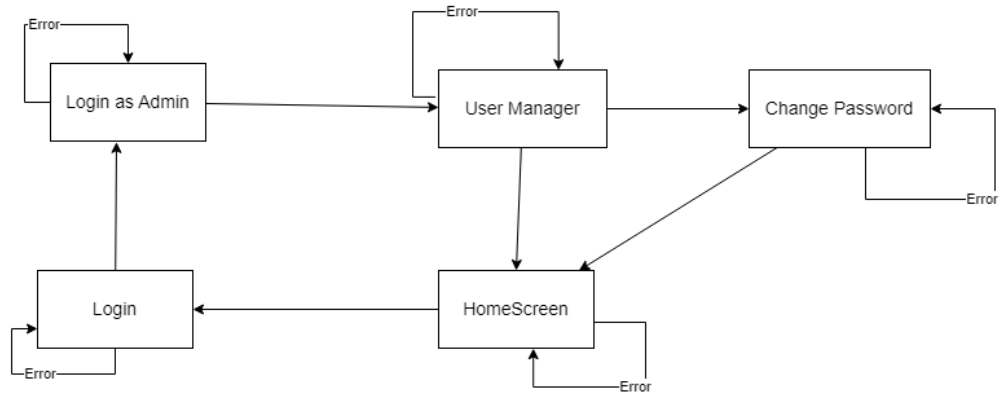 Error
Error
Login as Admin
User Manager
Change Password
Error
Login
HomeScreen
Error
Error